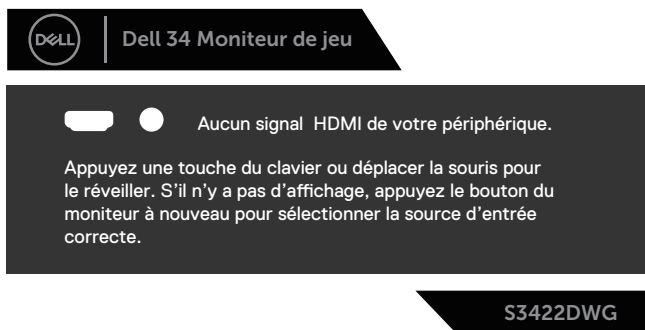 DELL
Dell 34 Moniteur de jeu
Aucun signal HDMI de votre périphérique.
Appuyez une touche du clavier ou déplacer la souris pour
le réveiller. S’il n’y a pas d’affichage, appuyez le bouton du
moniteur à nouveau pour sélectionner la source d’entrée
correcte.
S3422DWG